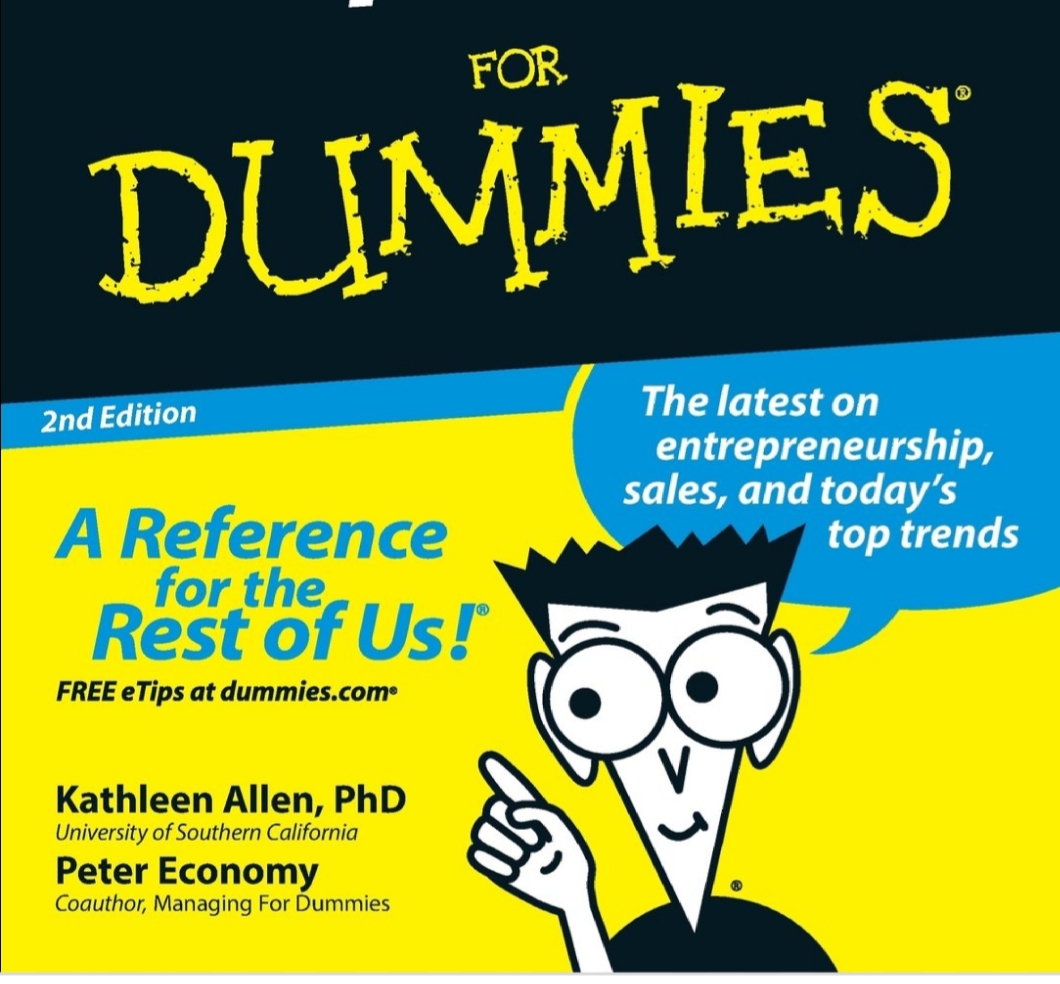 FOR
DUMMIES®
2nd Edition
The latest on
entrepreneurship,
sales, and today's
top trends
A Reference
for the
Rest of Us!®
FREE eTips at dummies.com®
Kathleen Allen, PhD
University of Southern California
Peter Economy
Coauthor, Managing For Dummies
®